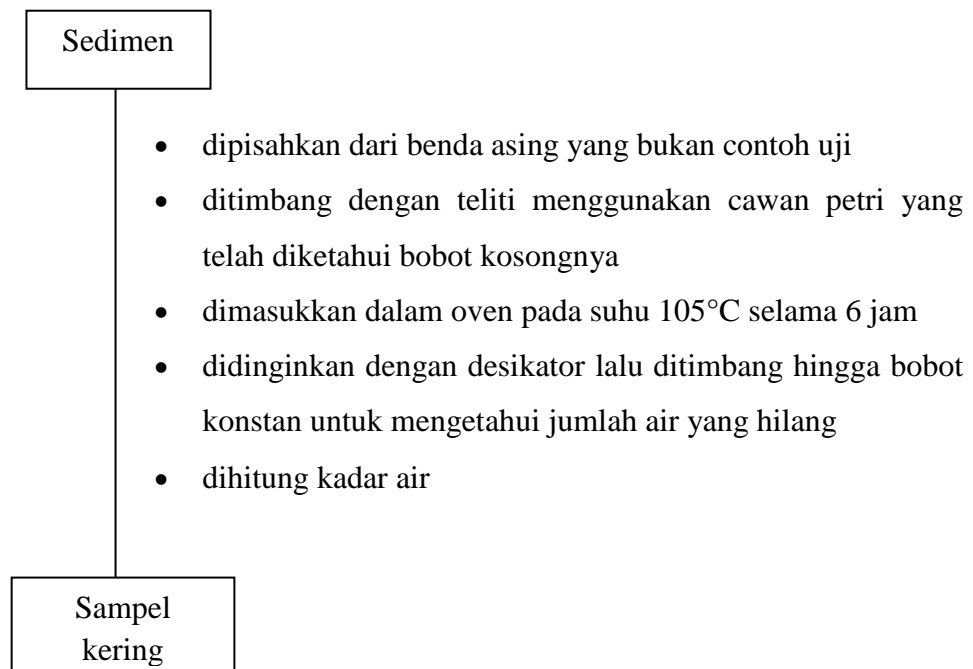 Sedimen
• dipisahkan dari benda asing yang bukan contoh uji
• ditimbang dengan teliti menggunakan cawan petri yang
telah diketahui bobot kosongnya
• dimasukkan dalam oven pada suhu 105°C selama 6 jam
• didinginkan dengan desikator lalu ditimbang hingga bobot
konstan untuk mengetahui jumlah air yang hilang
• dihitung kadar air
Sampel
kering